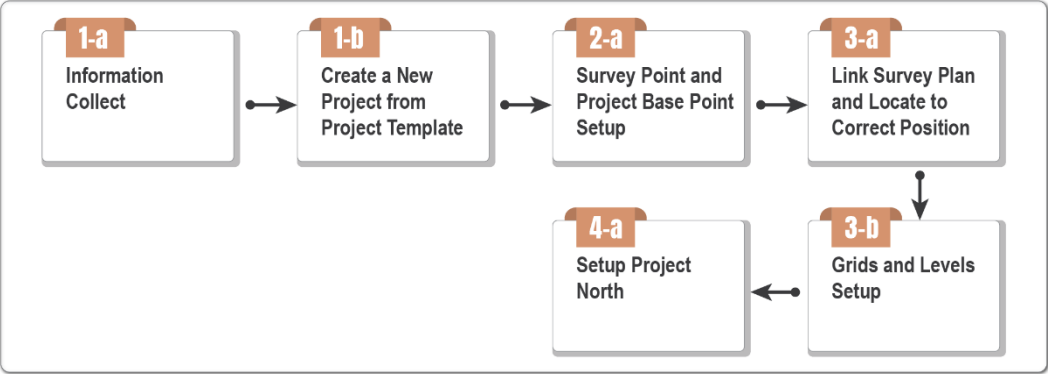 1-a
Information
Collect
1-b
Create a New
Project from
Project Template
2-a
Survey Point and
Project Base Point
Setup
3-a
Link Survey Plan
and Locate to
Correct Position
3-b
Grids and Levels
Setup
4-a
Setup Project
North